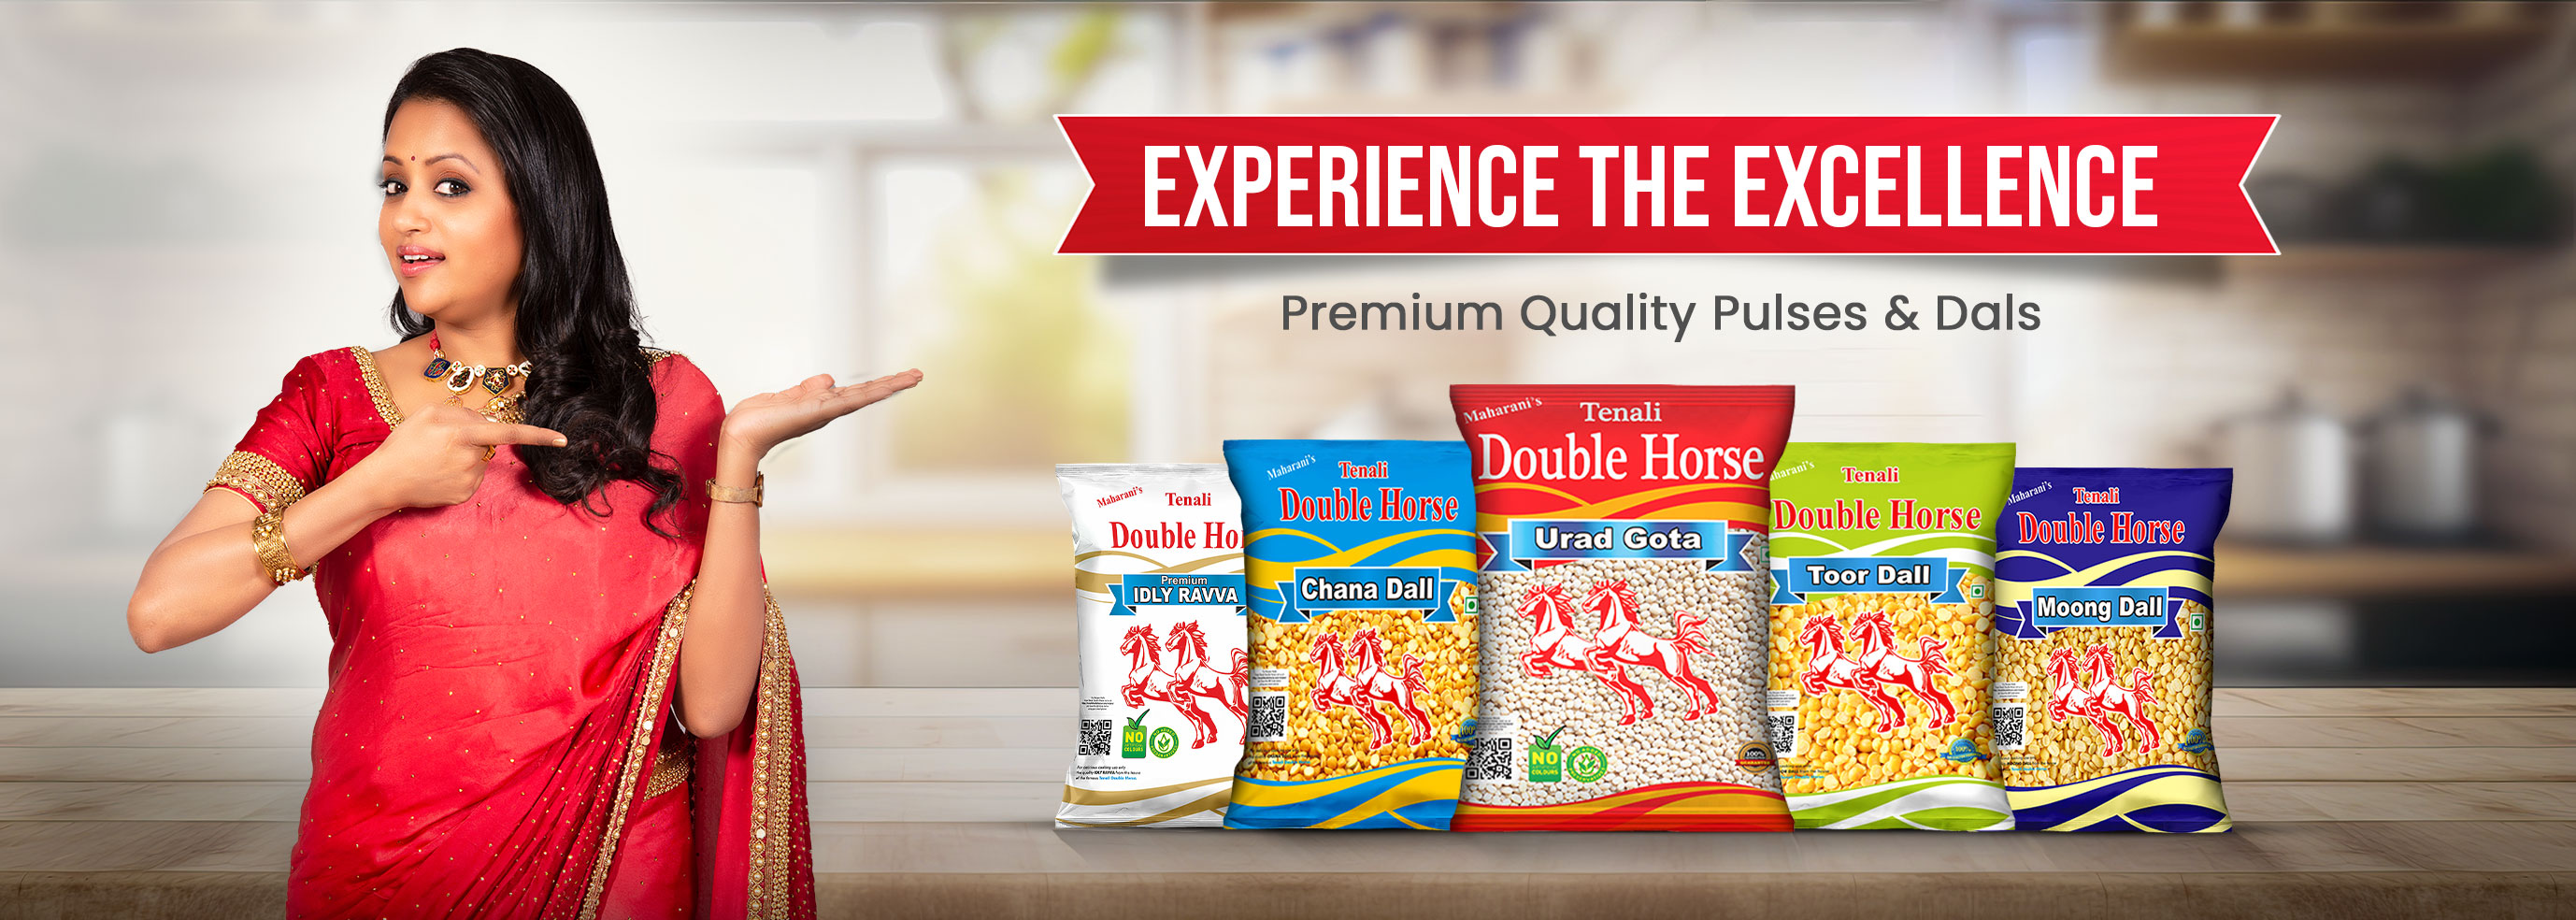 EXPERIENCE THE EXCELLENCE
Premium Quality Pulses & Dals
Maharani's
Tenali
Double Ho
Premium
IDLY RAVVA
NO
COLOURS
Maharani's
Tenali
Double Horse
Chana Dall
Maharani's
Tenali
Double Horse
Urad Gota
NO
COLOURS
100%
Tenali
Double Horse
Toor Dall
100%
Maharani's
Tenali
Double Horse
Moong Dall